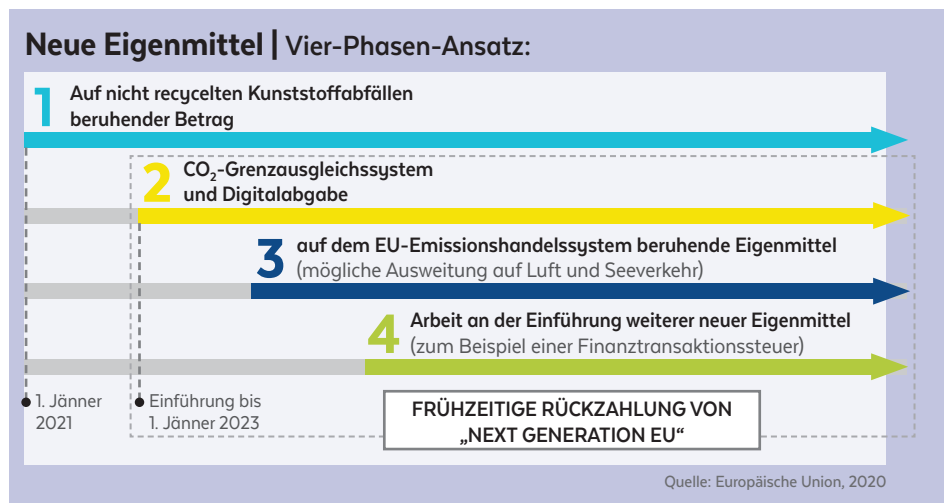 Neue Eigenmittel | Vier-Phasen-Ansatz:
1 Auf nicht recycelten Kunststoffabfällen
beruhender Betrag
2 CO₂-Grenzausgleichssystem
und Digitalabgabe
3 auf dem EU-Emissionshandelssystem beruhende Eigenmittel
(mögliche Ausweitung auf Luft und Seeverkehr)
4 Arbeit an der Einführung weiterer neuer Eigenmittel
(zum Beispiel einer Finanztransaktionssteuer)
1. Jänner
2021
Einführung bis
1. Jänner 2023
FRÜHZEITIGE RÜCKZAHLUNG VON
„NEXT GENERATION EU“
Quelle: Europäische Union, 2020